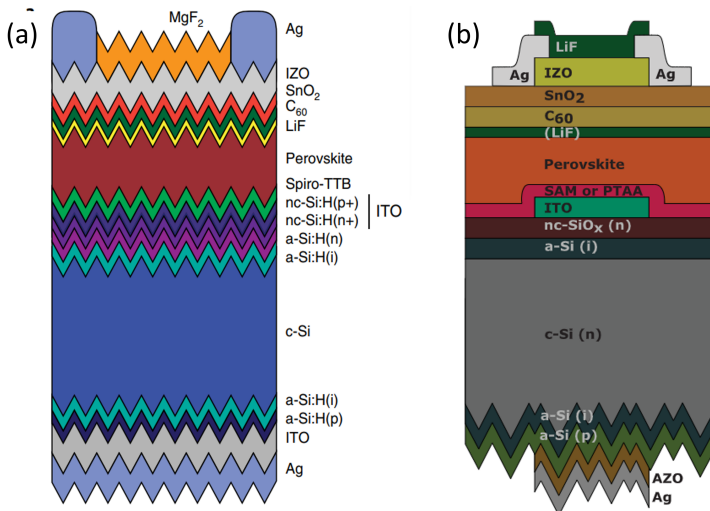 (a)
MgF₂
Ag
IZO
SnO₂
C₆₀
LiF
Perovskite
Spiro-TTB
nc-Si:H(p+)
nc-Si:H(n+)
ITO
a-Si:H(n)
a-Si:H(i)
c-Si
a-Si:H(i)
a-Si:H(p)
ITO
Ag
(b)
LiF
Ag IZO Ag
SnO₂
C₆₀
(LiF)
Perovskite
SAM or PTAA
ITO
nc-SiOₓ (n)
a-Si (i)
c-Si (n)
a-Si (i)
a-Si (p)
AZO
Ag